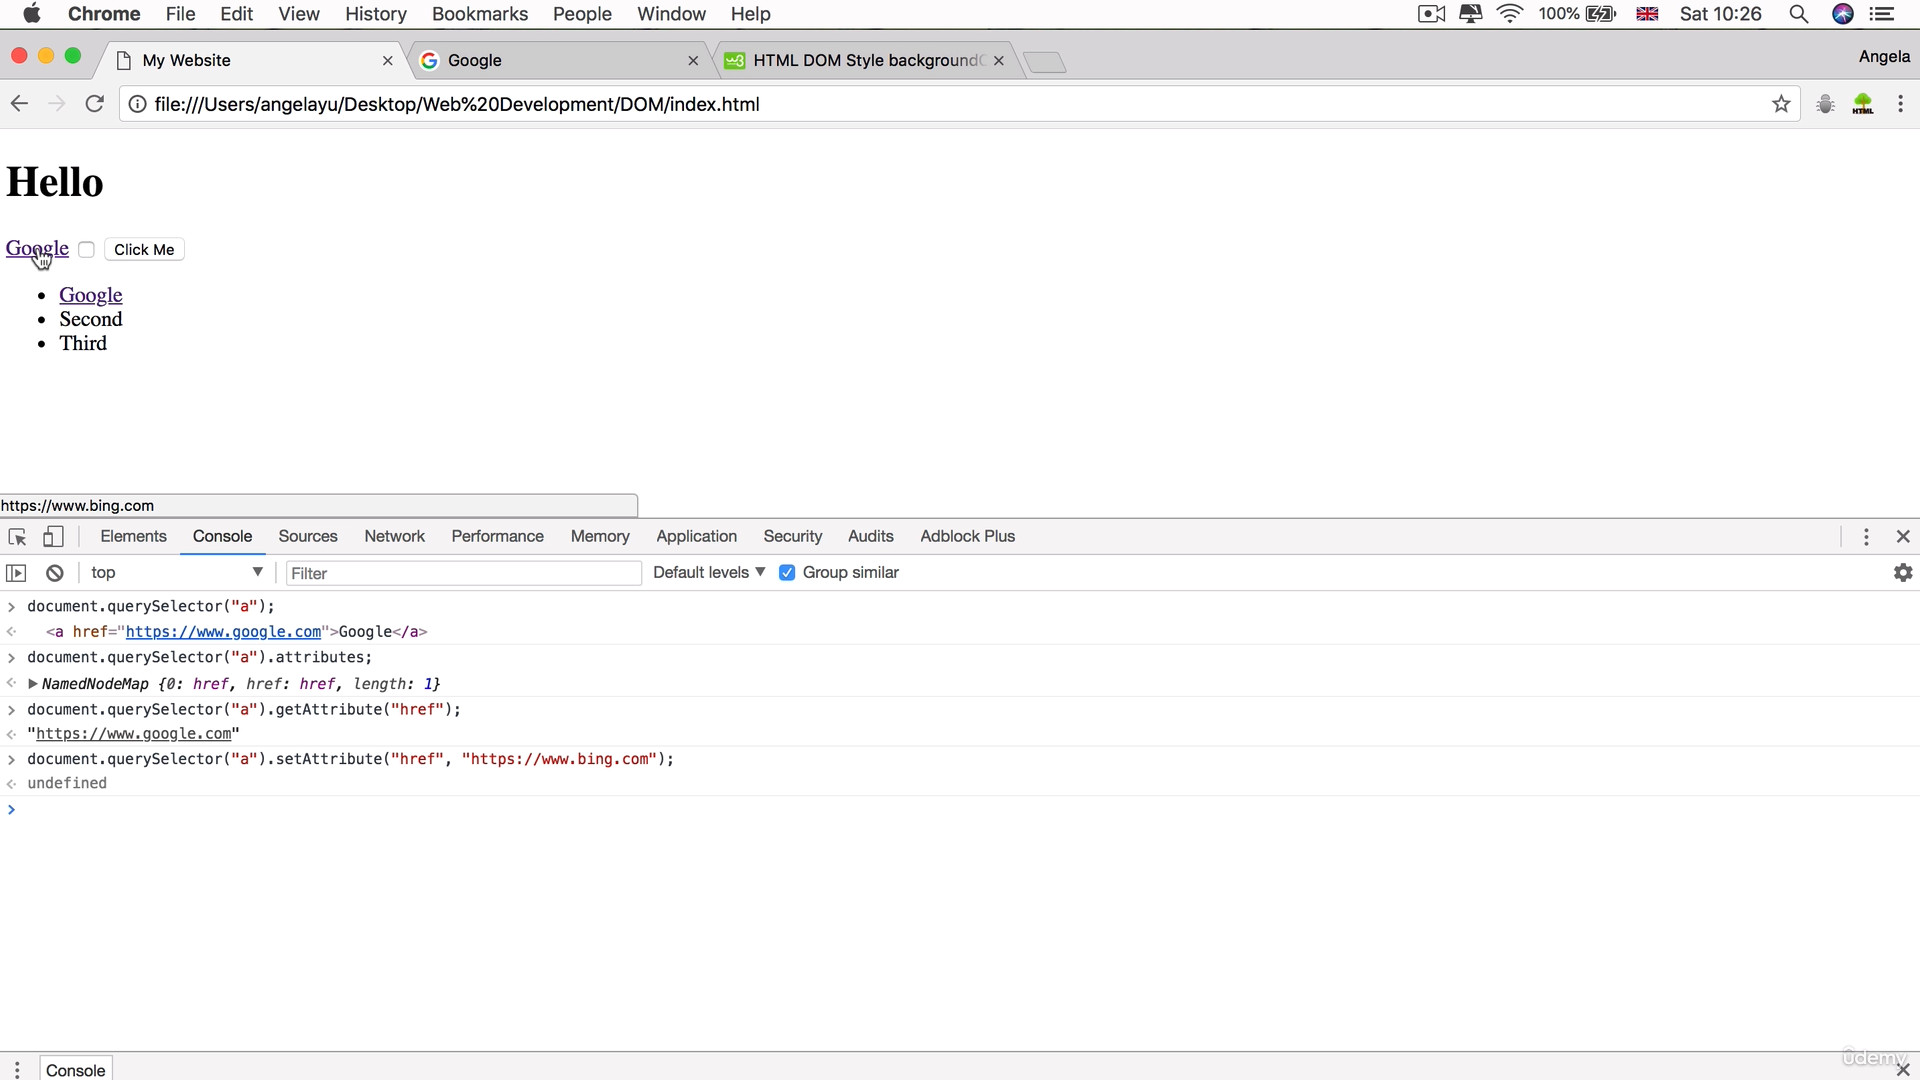 Chrome File Edit View History Bookmarks People Window Help 100% Sat 10:26
My Website Google HTML DOM Style background Angela
file:///Users/angelayu/Desktop/Web%20Development/DOM/index.html HTML
Hello
Google Click Me
• Google
• Second
• Third
https://www.bing.com
Elements Console Sources Network Performance Memory Application Security Audits Adblock Plus
top Filter Default levels Group similar
document.querySelector("a");
<a href="https://www.google.com">Google</a>
document.querySelector("a").attributes;
NamedNodeMap {0: href, href: href, length: 1}
document.querySelector("a").getAttribute("href");
"https://www.google.com"
document.querySelector("a").setAttribute("href", "https://www.bing.com");
undefined
Console
ûdemy